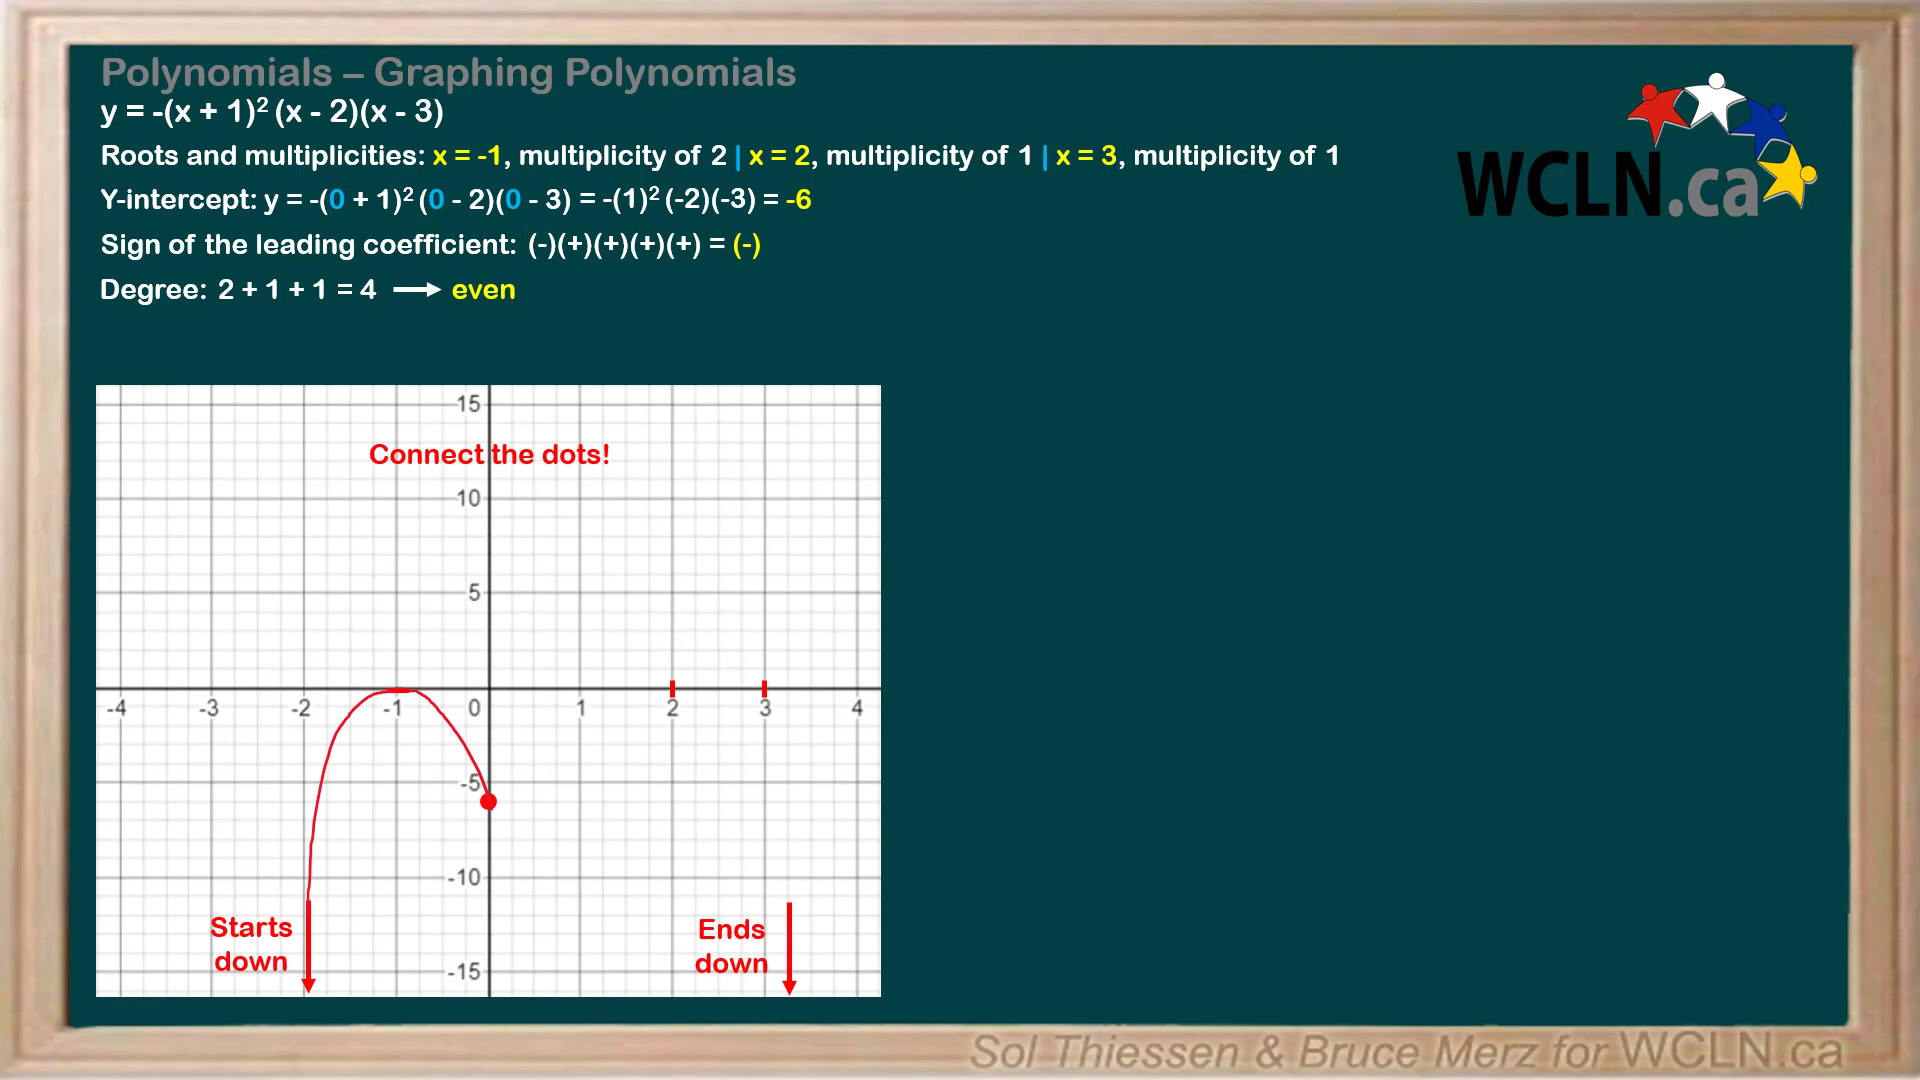 Polynomials – Graphing Polynomials
y = -(x + 1)² (x - 2)(x - 3)
Roots and multiplicities: x = -1, multiplicity of 2 | x = 2, multiplicity of 1 | x = 3, multiplicity of 1
Y-intercept: y = -(0 + 1)² (0 - 2)(0 - 3) = -(1)² (-2)(-3) = -6
Sign of the leading coefficient: (-)(+)(+)(+)(+) = (-)
Degree: 2 + 1 + 1 = 4 → even
WCLN.ca
15
Connect the dots!
10
5
-4 -3 -2 -1 0 1 2 3 4
-5
-10
Starts
down
Ends
down
-15
Sol Thiessen & Bruce Merz for WCLN.ca